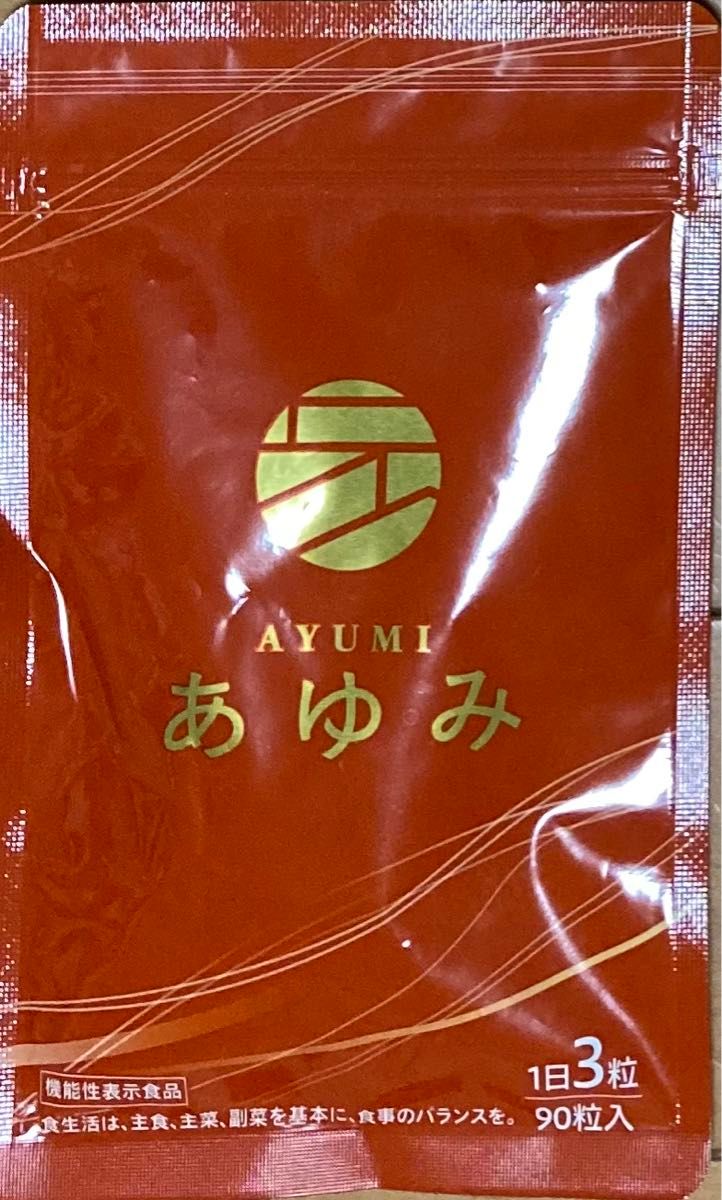 AYUMI
あゆみ
機能性表示食品
食生活は、主食、主菜、副菜を基本に、食事のバランスを。
1日3粒
90粒入